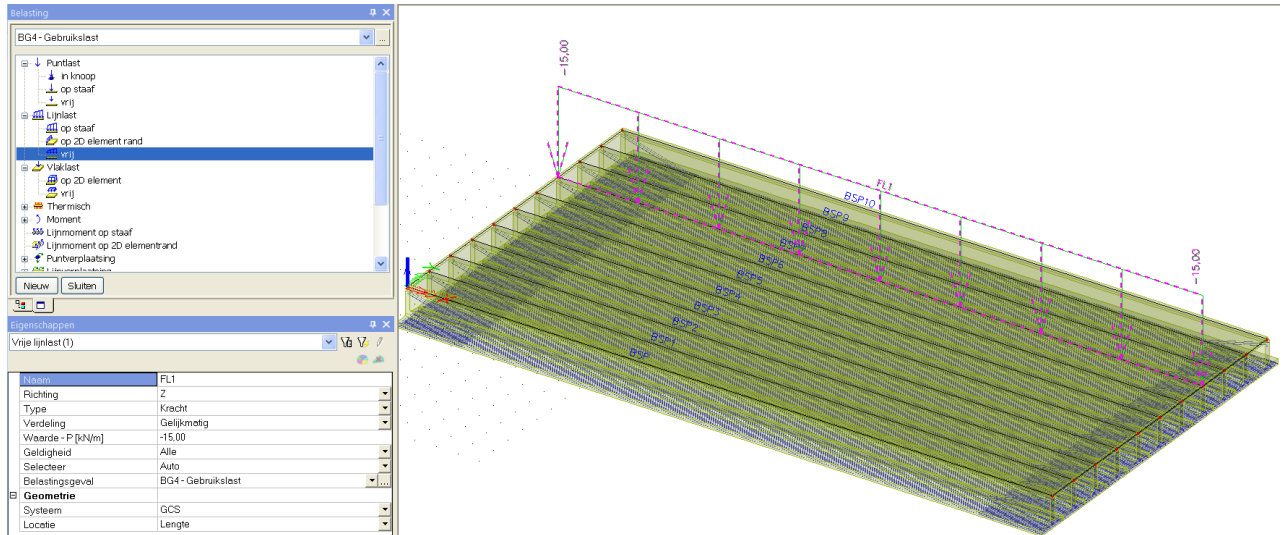 Belasting
BG4 - Gebruikslast
...
Puntlast
in knoop
op staaf
vrij
Lijnlast
op staaf
op 2D element rand
vrij
Vlaklast
op 2D element
vrij
Thermisch
Moment
Lijnmoment op staaf
Lijnmoment op 2D elementrand
Puntverplaatsing
Lijnverplaatsing
Nieuw Sluiten
Eigenschappen
Vrije lijnlast (1)
Naam FL1
Richting Z
Type Kracht
Verdeling Gelijkmatig
Waarde - P [kN/m] -15,00
Geldigheid Alle
Selecteer Auto
Belastingsgeval BG4 - Gebruikslast ...
Geometrie
Systeem GCS
Locatie Lengte
-15,00
-15,00
FL1
BSP10
BSP9
BSP8
BSP6
BSP4
BSP3
BSP2
BSP1
BSP